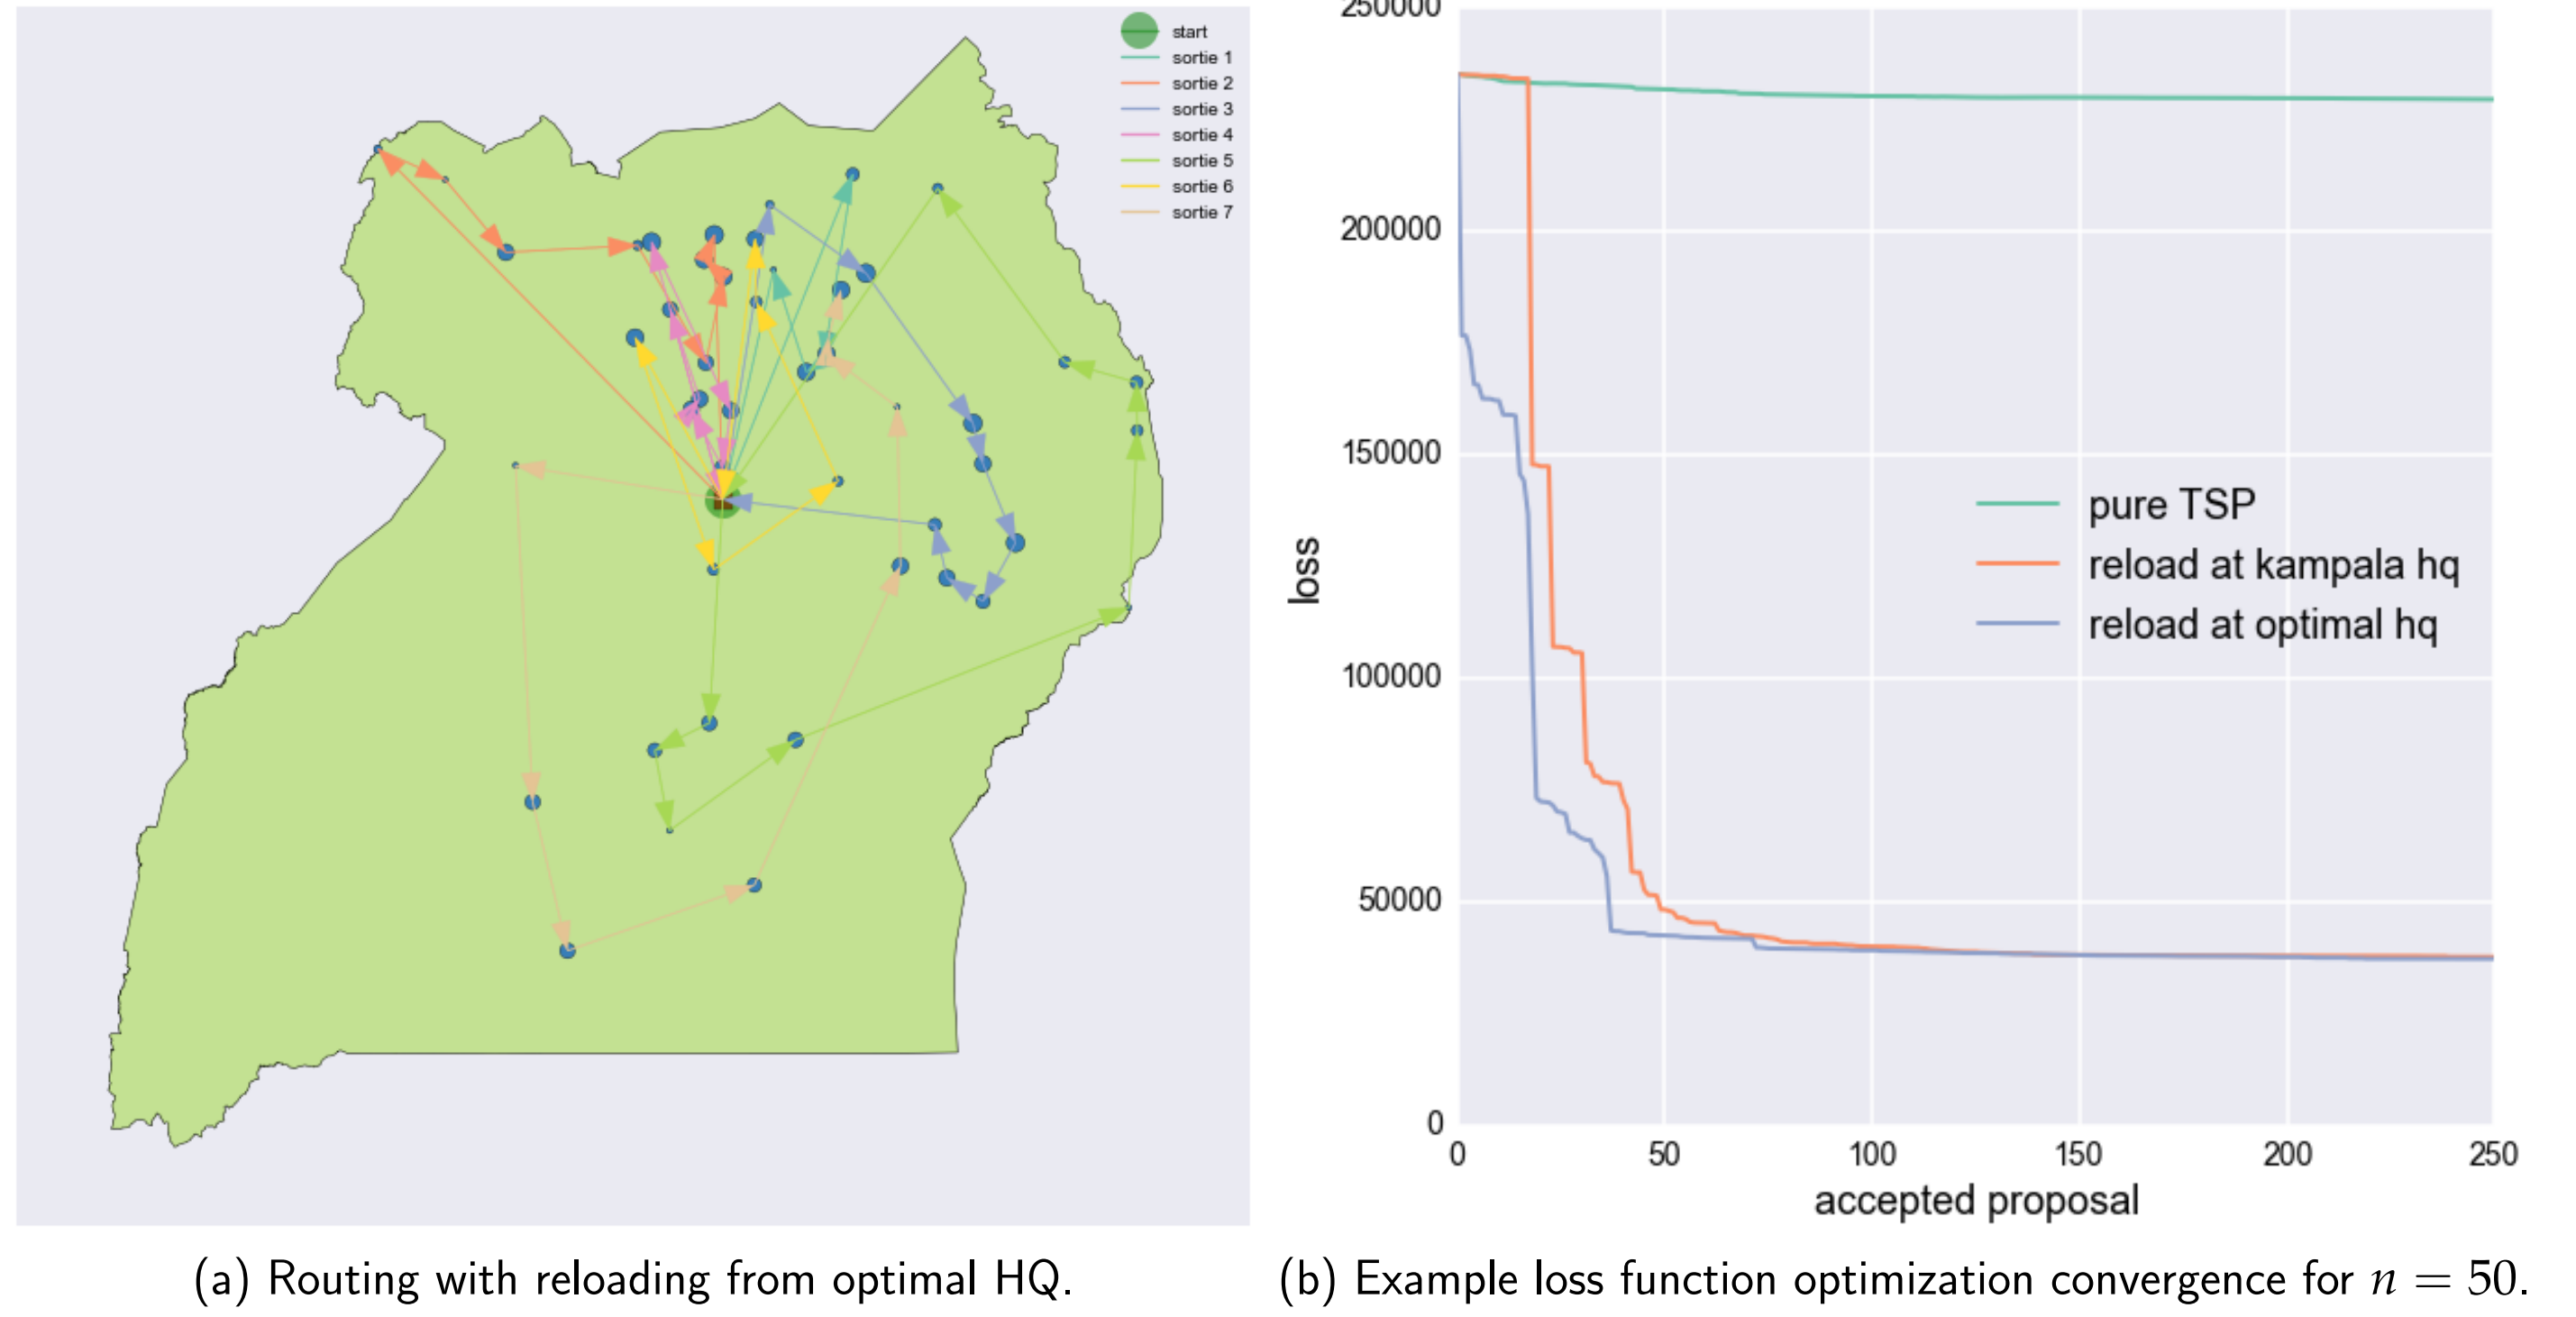 start
sortie 1
sortie 2
sortie 3
sortie 4
sortie 5
sortie 6
sortie 7
(a) Routing with reloading from optimal HQ.
250000
200000
150000
100000
50000
0
loss
pure TSP
reload at kampala hq
reload at optimal hq
0 50 100 150 200 250
accepted proposal
(b) Example loss function optimization convergence for n = 50.